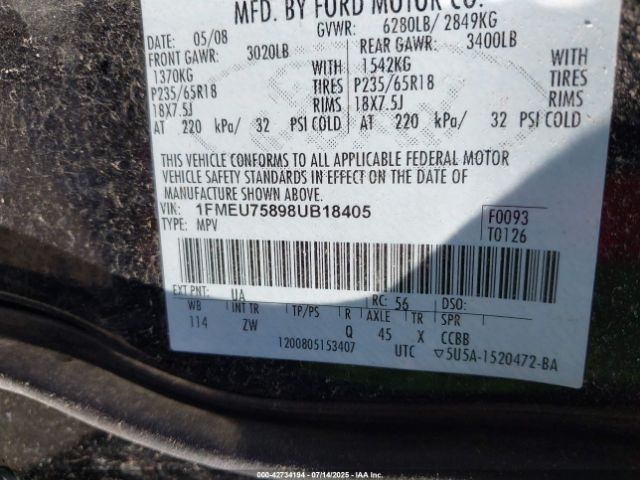 MFD. BY FORD MOTOR CO.
DATE: 05/08 GVWR: 6280LB/ 2849KG
FRONT GAWR: 3020LB REAR GAWR: 3400LB
1370KG WITH 1542KG WITH
P235/65R18 TIRES P235/65R18 TIRES
18X7.5J RIMS 18X7.5J RIMS
AT 220 kPa/ 32 PSI COLD AT 220 kPa/ 32 PSI COLD
THIS VEHICLE CONFORMS TO ALL APPLICABLE FEDERAL MOTOR
VEHICLE SAFETY STANDARDS IN EFFECT ON THE DATE OF
MANUFACTURE SHOWN ABOVE.
VIN: 1FMEU75898UB18405 F0093
TYPE: MPV T0126
EXT PNT: UA RC: 56 DSO:
WB INT TR TP/PS R AXLE TR SPR
114 ZW Q 45 X CCBB
1200805153407 UTC ▽5U5A-1520472-BA
000-42734194 07/14/2025 IAAI.COM